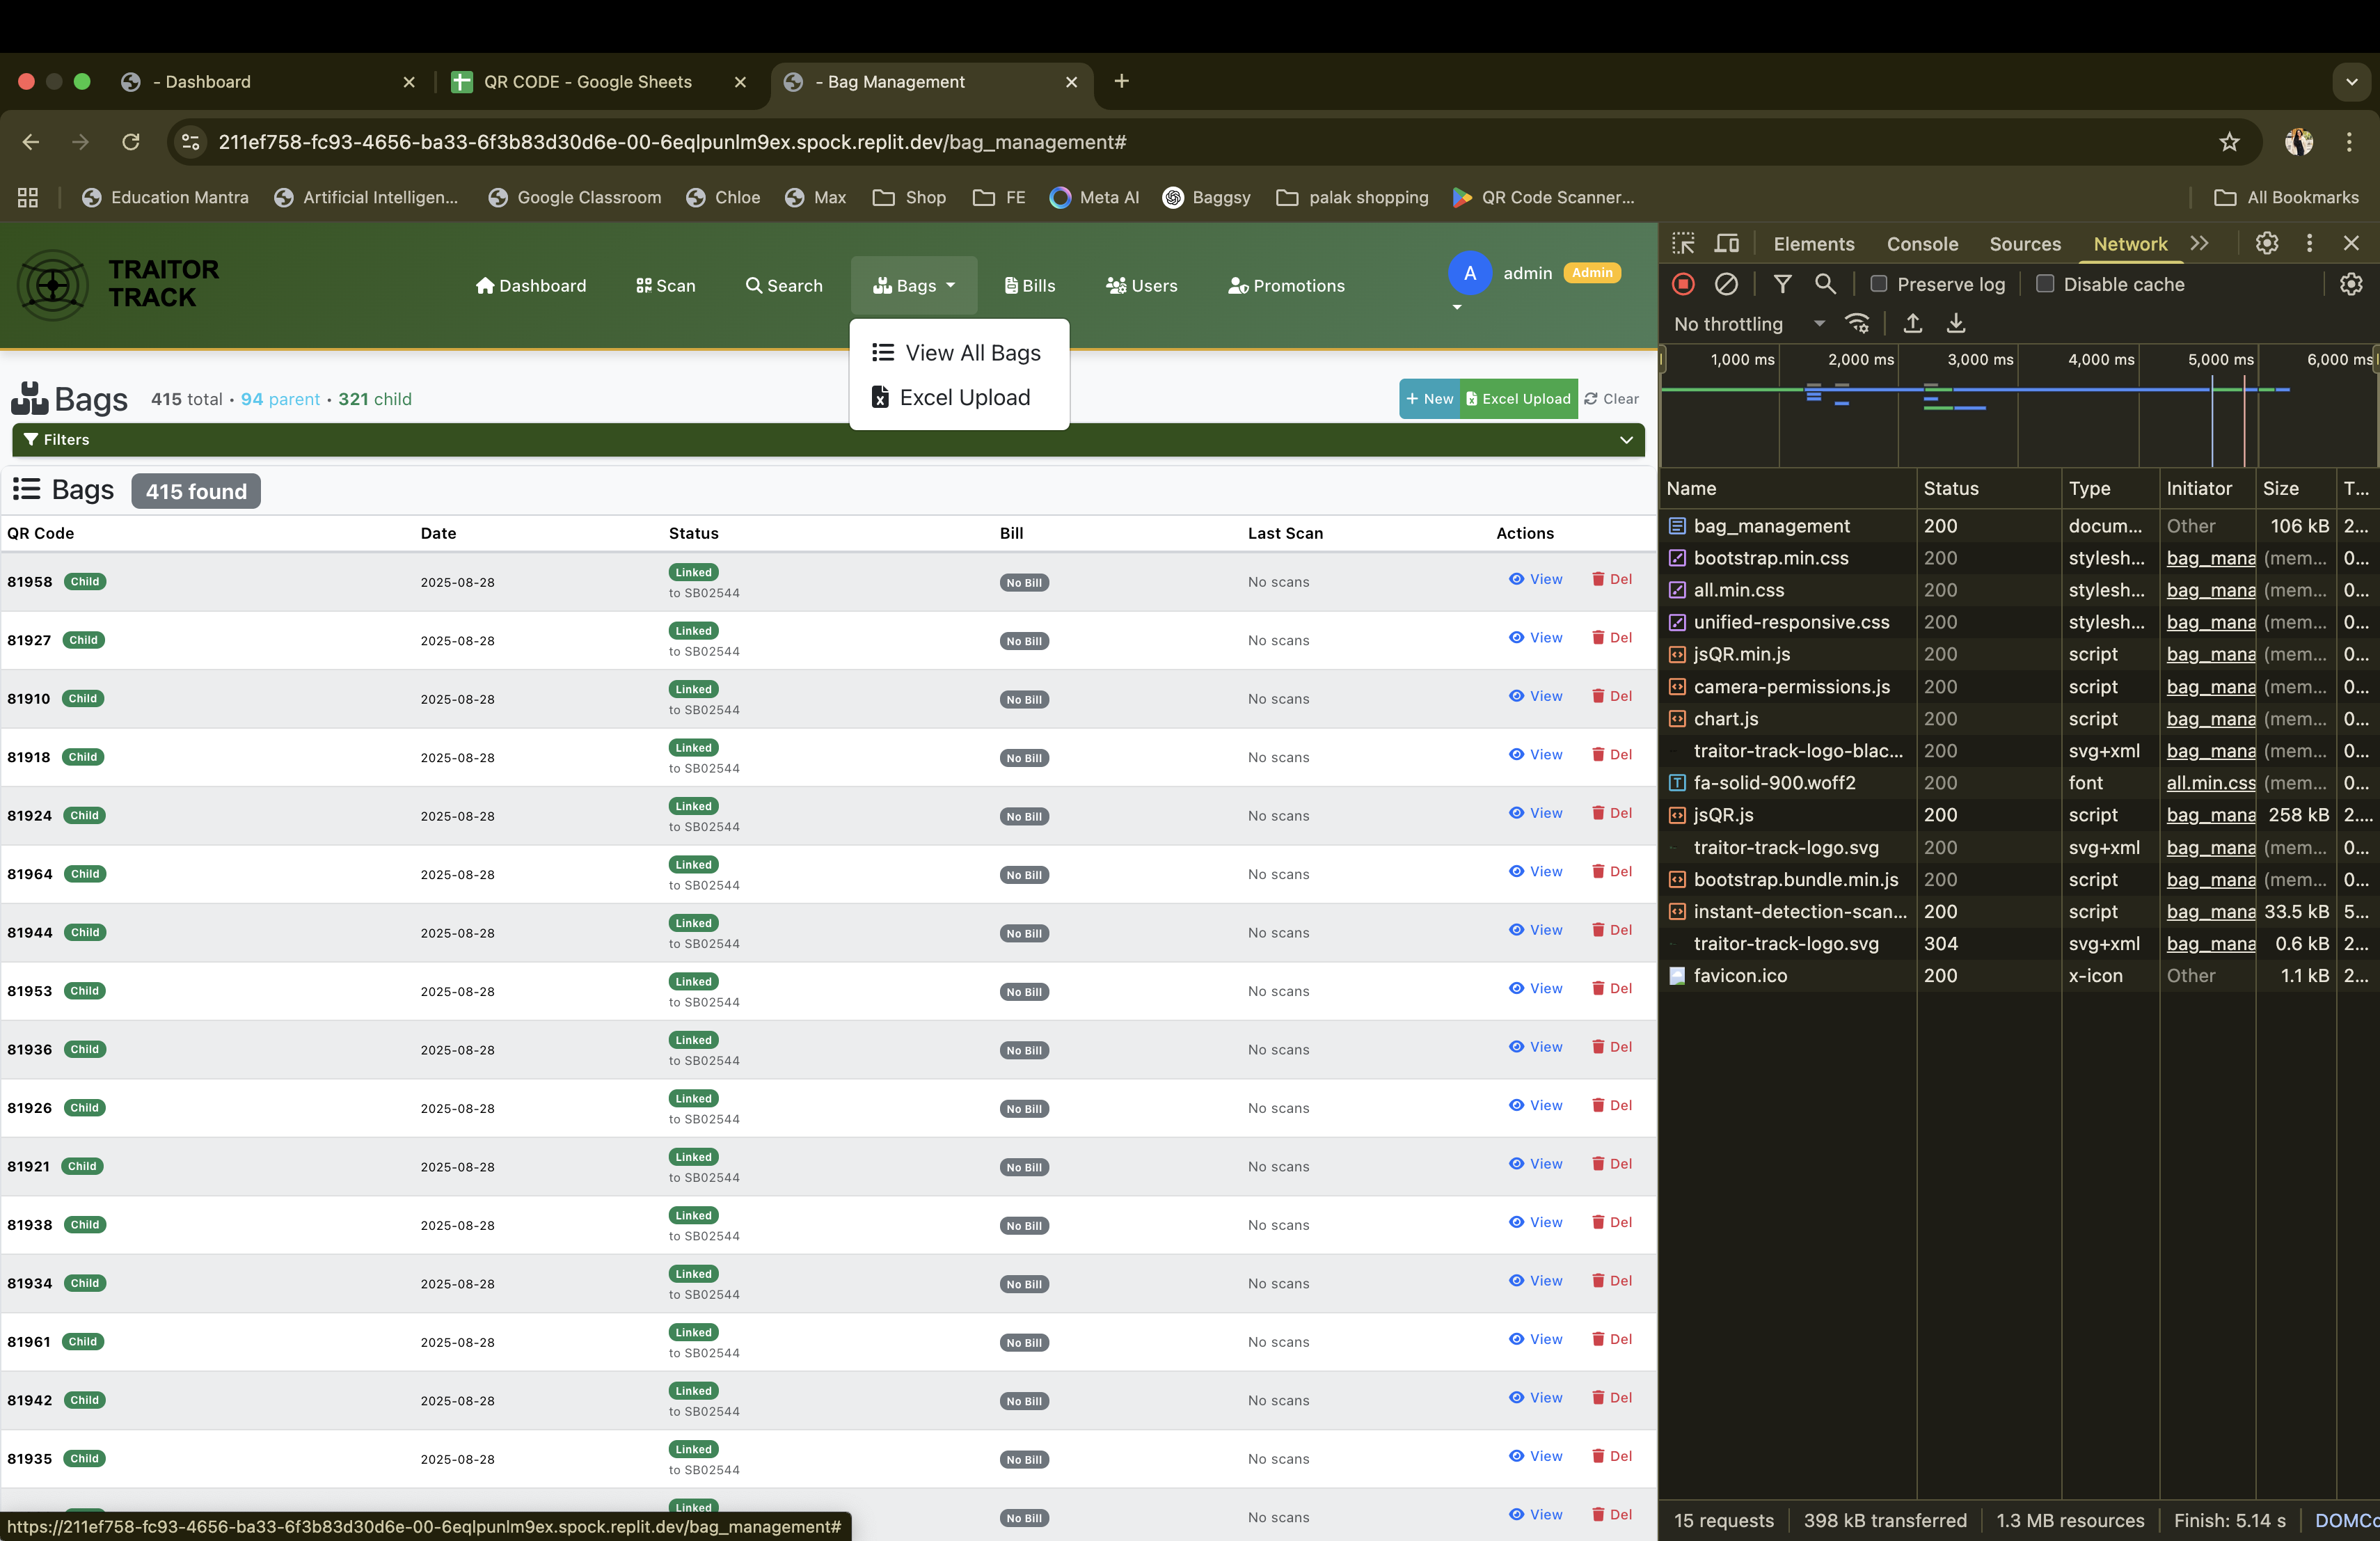 - Dashboard
QR CODE - Google Sheets
- Bag Management
211ef758-fc93-4656-ba33-6f3b83d30d6e-00-6eqlpunlm9ex.spock.replit.dev/bag_management#
Education Mantra
Artificial Intelligen...
Google Classroom
Chloe
Max
Shop
FE
Meta AI
Baggsy
palak shopping
QR Code Scanner...
All Bookmarks
TRAITOR
TRACK
Dashboard
Scan
Search
Bags
Bills
Users
Promotions
A
admin
Admin
View All Bags
Excel Upload
Bags
415 total • 94 parent • 321 child
+ New
Excel Upload
Clear
Filters
Bags
415 found
QR Code Date Status Bill Last Scan Actions
81958 Child 2025-08-28 Linked to SB02544 No Bill No scans View Del
81927 Child 2025-08-28 Linked to SB02544 No Bill No scans View Del
81910 Child 2025-08-28 Linked to SB02544 No Bill No scans View Del
81918 Child 2025-08-28 Linked to SB02544 No Bill No scans View Del
81924 Child 2025-08-28 Linked to SB02544 No Bill No scans View Del
81964 Child 2025-08-28 Linked to SB02544 No Bill No scans View Del
81944 Child 2025-08-28 Linked to SB02544 No Bill No scans View Del
81953 Child 2025-08-28 Linked to SB02544 No Bill No scans View Del
81936 Child 2025-08-28 Linked to SB02544 No Bill No scans View Del
81926 Child 2025-08-28 Linked to SB02544 No Bill No scans View Del
81921 Child 2025-08-28 Linked to SB02544 No Bill No scans View Del
81938 Child 2025-08-28 Linked to SB02544 No Bill No scans View Del
81934 Child 2025-08-28 Linked to SB02544 No Bill No scans View Del
81961 Child 2025-08-28 Linked to SB02544 No Bill No scans View Del
81942 Child 2025-08-28 Linked to SB02544 No Bill No scans View Del
81935 Child 2025-08-28 Linked to SB02544 No Bill No scans View Del
Linked No Bill No scans View Del
https://211ef758-fc93-4656-ba33-6f3b83d30d6e-00-6eqlpunlm9ex.spock.replit.dev/bag_management#
Elements
Console
Sources
Network
Preserve log
Disable cache
No throttling
1,000 ms
2,000 ms
3,000 ms
4,000 ms
5,000 ms
6,000 ms
Name Status Type Initiator Size T...
bag_management 200 docum... Other 106 kB 2...
bootstrap.min.css 200 stylesh... bag_mana (mem... 0...
all.min.css 200 stylesh... bag_mana (mem... 0...
unified-responsive.css 200 stylesh... bag_mana (mem... 0...
jsQR.min.js 200 script bag_mana (mem... 0...
camera-permissions.js 200 script bag_mana (mem... 0...
chart.js 200 script bag_mana (mem... 0...
traitor-track-logo-blac... 200 svg+xml bag_mana (mem... 0...
fa-solid-900.woff2 200 font all.min.css (mem... 0...
jsQR.js 200 script bag_mana 258 kB 2....
traitor-track-logo.svg 200 svg+xml bag_mana (mem... 0...
bootstrap.bundle.min.js 200 script bag_mana (mem... 0...
instant-detection-scan... 200 script bag_mana 33.5 kB 5...
traitor-track-logo.svg 304 svg+xml bag_mana 0.6 kB 2...
favicon.ico 200 x-icon Other 1.1 kB 2...
15 requests
398 kB transferred
1.3 MB resources
Finish: 5.14 s
DOMCo